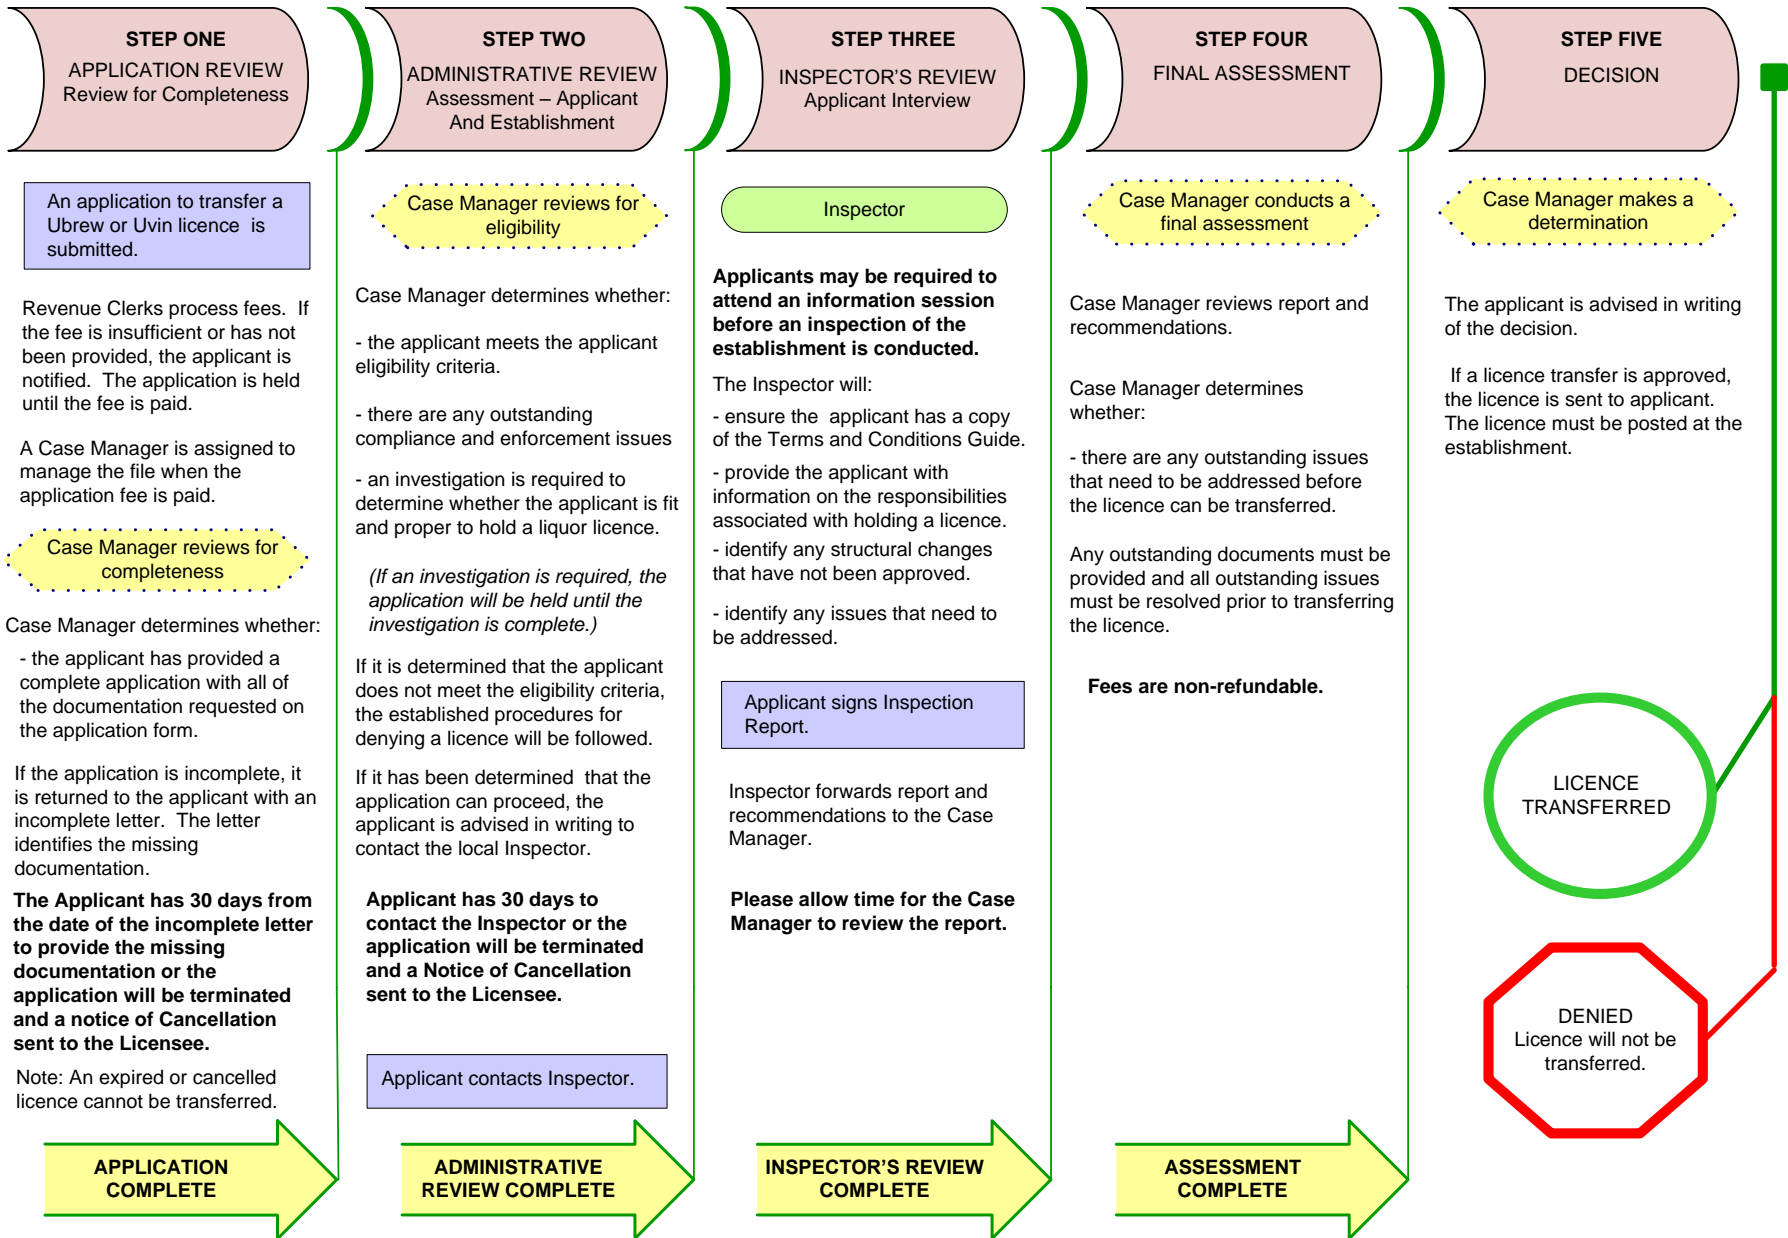 STEP ONE
APPLICATION REVIEW
Review for Completeness
An application to transfer a
Ubrew or Uvin licence is
submitted.
Revenue Clerks process fees. If
the fee is insufficient or has not
been provided, the applicant is
notified. The application is held
until the fee is paid.
A Case Manager is assigned to
manage the file when the
application fee is paid.
Case Manager reviews for
completeness
Case Manager determines whether:
- the applicant has provided a
complete application with all of
the documentation requested on
the application form.
If the application is incomplete, it
is returned to the applicant with an
incomplete letter. The letter
identifies the missing
documentation.
The Applicant has 30 days from
the date of the incomplete letter
to provide the missing
documentation or the
application will be terminated
and a notice of Cancellation
sent to the Licensee.
Note: An expired or cancelled
licence cannot be transferred.
APPLICATION
COMPLETE
STEP TWO
ADMINISTRATIVE REVIEW
Assessment – Applicant
And Establishment
Case Manager reviews for
eligibility
Case Manager determines whether:
- the applicant meets the applicant
eligibility criteria.
- there are any outstanding
compliance and enforcement issues
- an investigation is required to
determine whether the applicant is fit
and proper to hold a liquor licence.
(If an investigation is required, the
application will be held until the
investigation is complete.)
If it is determined that the applicant
does not meet the eligibility criteria,
the established procedures for
denying a licence will be followed.
If it has been determined that the
application can proceed, the
applicant is advised in writing to
contact the local Inspector.
Applicant has 30 days to
contact the Inspector or the
application will be terminated
and a Notice of Cancellation
sent to the Licensee.
Applicant contacts Inspector.
ADMINISTRATIVE
REVIEW COMPLETE
STEP THREE
INSPECTOR'S REVIEW
Applicant Interview
Inspector
Applicants may be required to
attend an information session
before an inspection of the
establishment is conducted.
The Inspector will:
- ensure the applicant has a copy
of the Terms and Conditions Guide.
- provide the applicant with
information on the responsibilities
associated with holding a licence.
- identify any structural changes
that have not been approved.
- identify any issues that need to
be addressed.
Applicant signs Inspection
Report.
Inspector forwards report and
recommendations to the Case
Manager.
Please allow time for the Case
Manager to review the report.
INSPECTOR'S REVIEW
COMPLETE
STEP FOUR
FINAL ASSESSMENT
Case Manager conducts a
final assessment
Case Manager reviews report and
recommendations.
Case Manager determines
whether:
- there are any outstanding issues
that need to be addressed before
the licence can be transferred.
Any outstanding documents must be
provided and all outstanding issues
must be resolved prior to transferring
the licence.
Fees are non-refundable.
ASSESSMENT
COMPLETE
STEP FIVE
DECISION
Case Manager makes a
determination
The applicant is advised in writing
of the decision.
If a licence transfer is approved,
the licence is sent to applicant.
The licence must be posted at the
establishment.
LICENCE
TRANSFERRED
DENIED
Licence will not be
transferred.